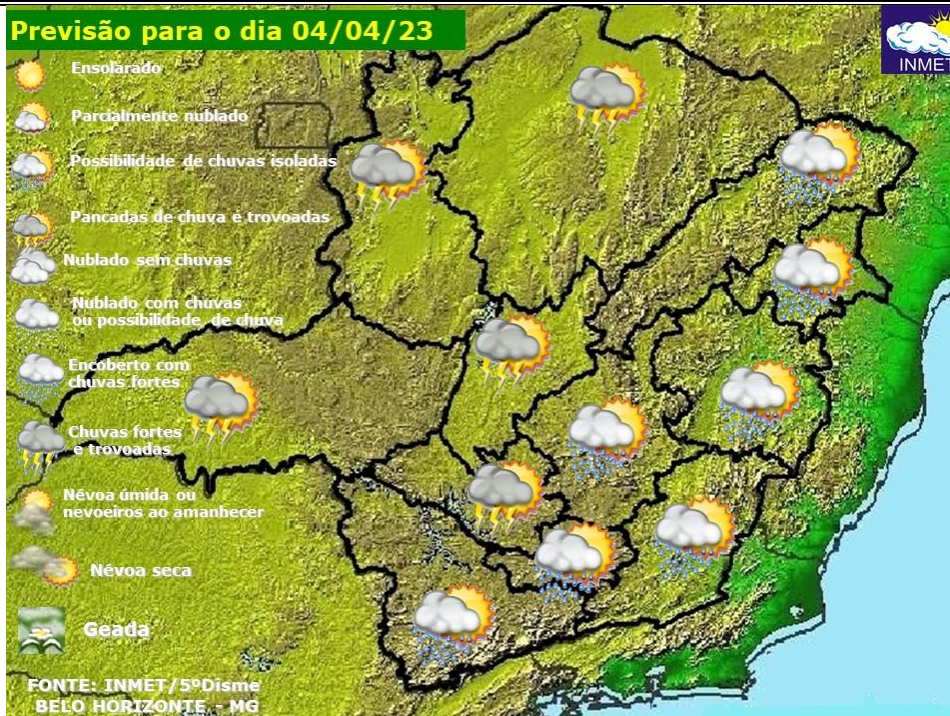 Previsão para o dia 04/04/23
INMET
Ensolarado
Parcialmente nublado
Possibilidade de chuvas isoladas
Pancadas de chuva e trovoadas
Nublado sem chuvas
Nublado com chuvas
ou possibilidade de chuva
Encoberto com
chuvas fortes
Chuvas fortes
e trovoadas
Névoa úmida ou
nevoeiros ao amanhecer
Névoa seca
Geada
FONTE: INMET/5ºDisme
BELO HORIZONTE - MG